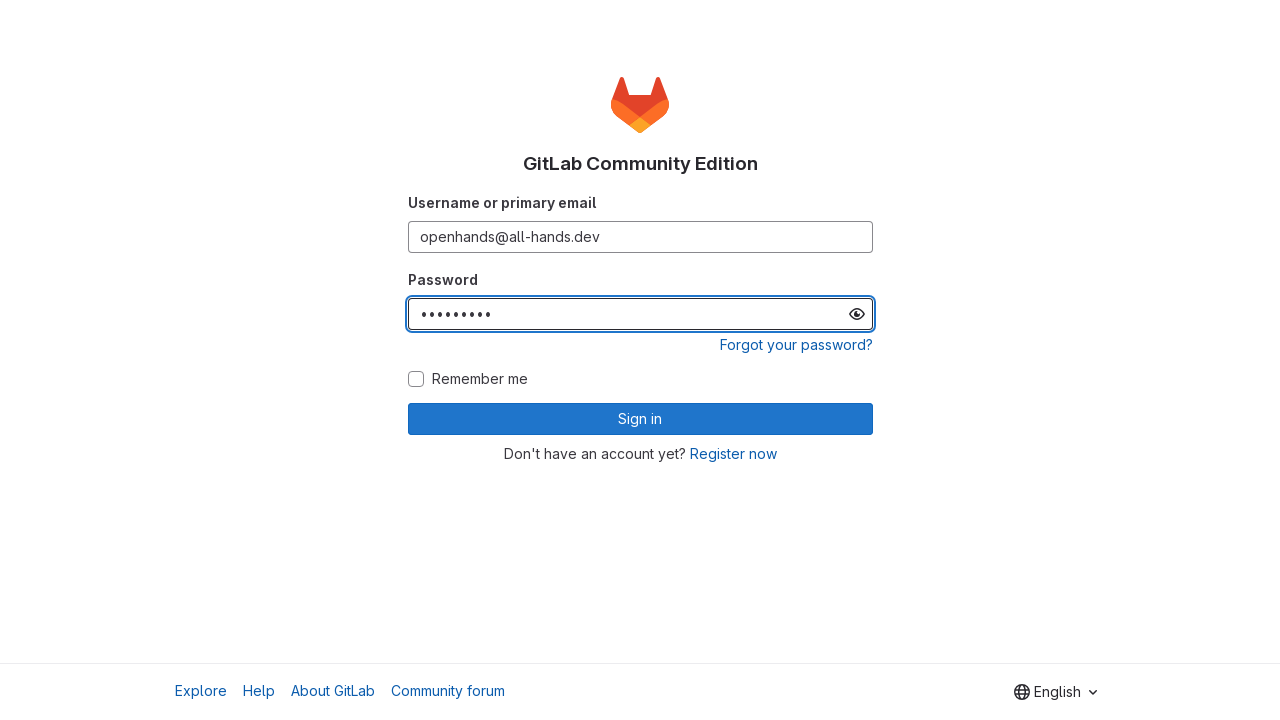 GitLab Community Edition
Username or primary email
openhands@all-hands.dev
Password
•••••••••
Forgot your password?
Remember me
Sign in
Don't have an account yet? Register now
Explore Help About GitLab Community forum English